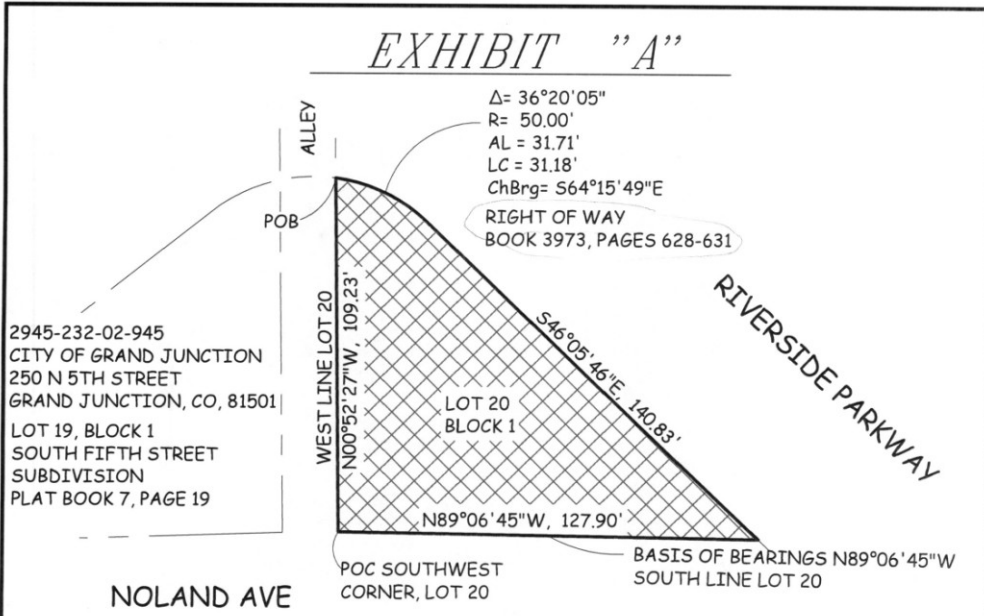 EXHIBIT "A"
Δ= 36°20'05"
R= 50.00'
AL = 31.71'
LC = 31.18'
ChBrg= S64°15'49"E
RIGHT OF WAY
BOOK 3973, PAGES 628-631
ALLEY
POB
RIVERSIDE PARKWAY
2945-232-02-945
CITY OF GRAND JUNCTION
250 N 5TH STREET
GRAND JUNCTION, CO, 81501
LOT 19, BLOCK 1
SOUTH FIFTH STREET
SUBDIVISION
PLAT BOOK 7, PAGE 19
WEST LINE LOT 20
N00°52'27"W, 109.23'
LOT 20
BLOCK 1
S46°05'46"E, 140.83'
N89°06'45"W, 127.90'
BASIS OF BEARINGS N89°06'45"W
SOUTH LINE LOT 20
POC SOUTHWEST
CORNER, LOT 20
NOLAND AVE